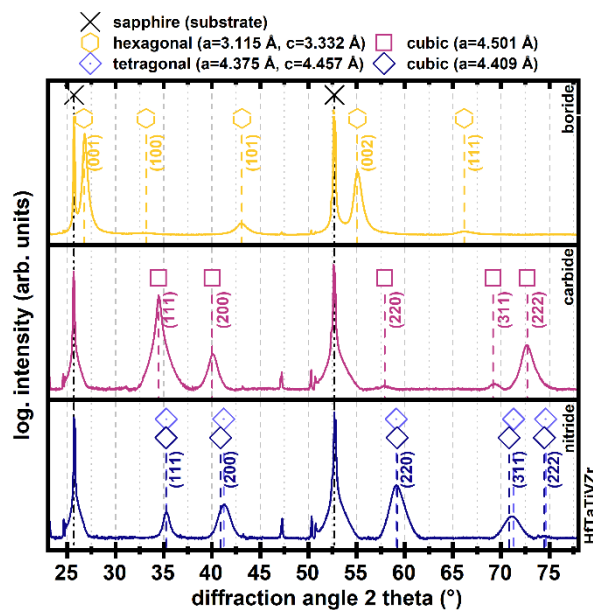 sapphire (substrate)
hexagonal (a=3.115 Å, c=3.332 Å)
cubic (a=4.501 Å)
tetragonal (a=4.375 Å, c=4.457 Å)
cubic (a=4.409 Å)
log. intensity (arb. units)
boride
(001)
(100)
(101)
(002)
(111)
carbide
(111)
(200)
(220)
(311)
(222)
nitride
(111)
(200)
(220)
(311)
(222)
HfTaTiVZr
25 30 35 40 45 50 55 60 65 70 75
diffraction angle 2 theta (°)